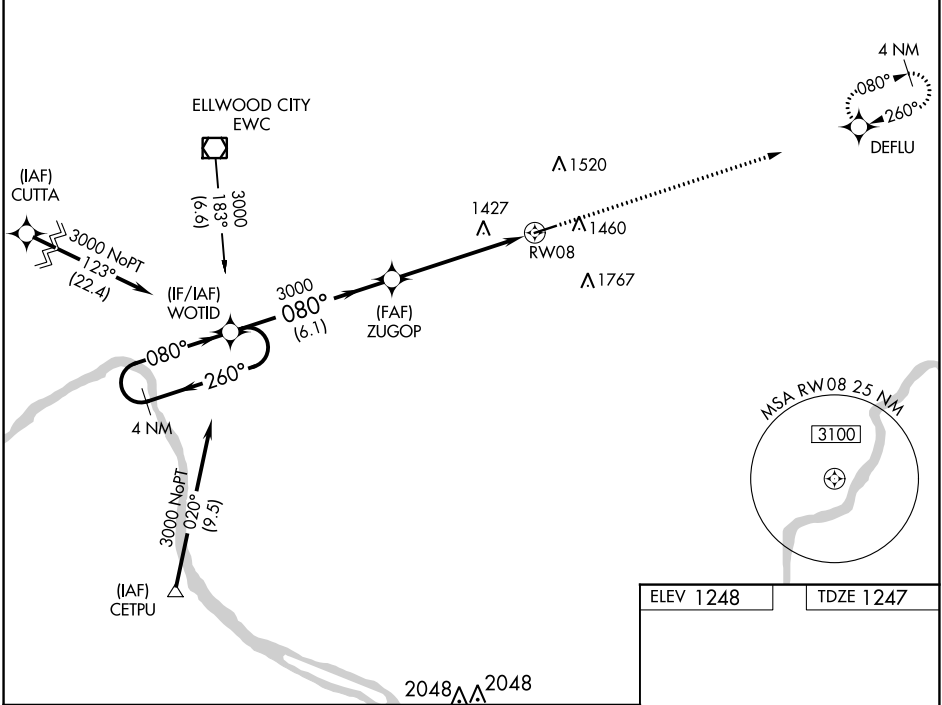 4 NM
080°
260°
DEFLU
ELLWOOD CITY
EWC
3000
183°
(6.6)
(IAF)
CUTTA
3000 NoPT
123°
(22.4)
1520
1427
1460
RW08
1767
(IF/IAF)
WOTID
3000
080°
(6.1)
(FAF)
ZUGOP
080°
260°
4 NM
3000 NoPT
020°
(9.5)
(IAF)
CETPU
MSA RW08 25 NM
3100
ELEV 1248
TDZE 1247
2048
2048